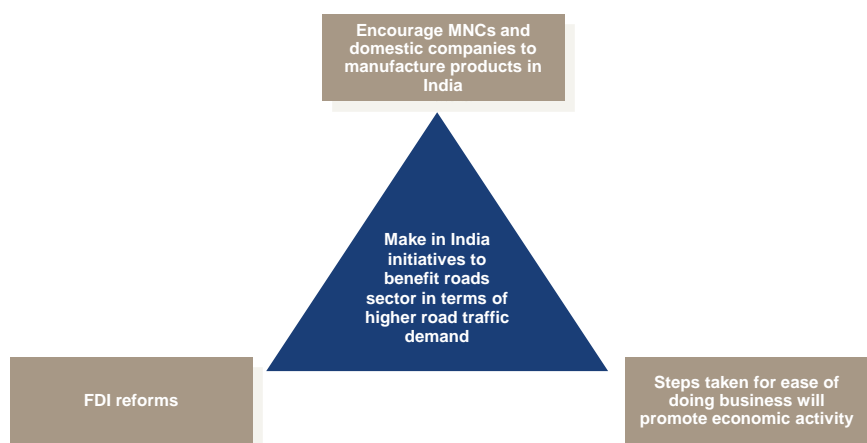 Encourage MNCs and
domestic companies to
manufacture products in
India
Make in India
initiatives to
benefit roads
sector in terms of
higher road traffic
demand
FDI reforms
Steps taken for ease of
doing business will
promote economic activity